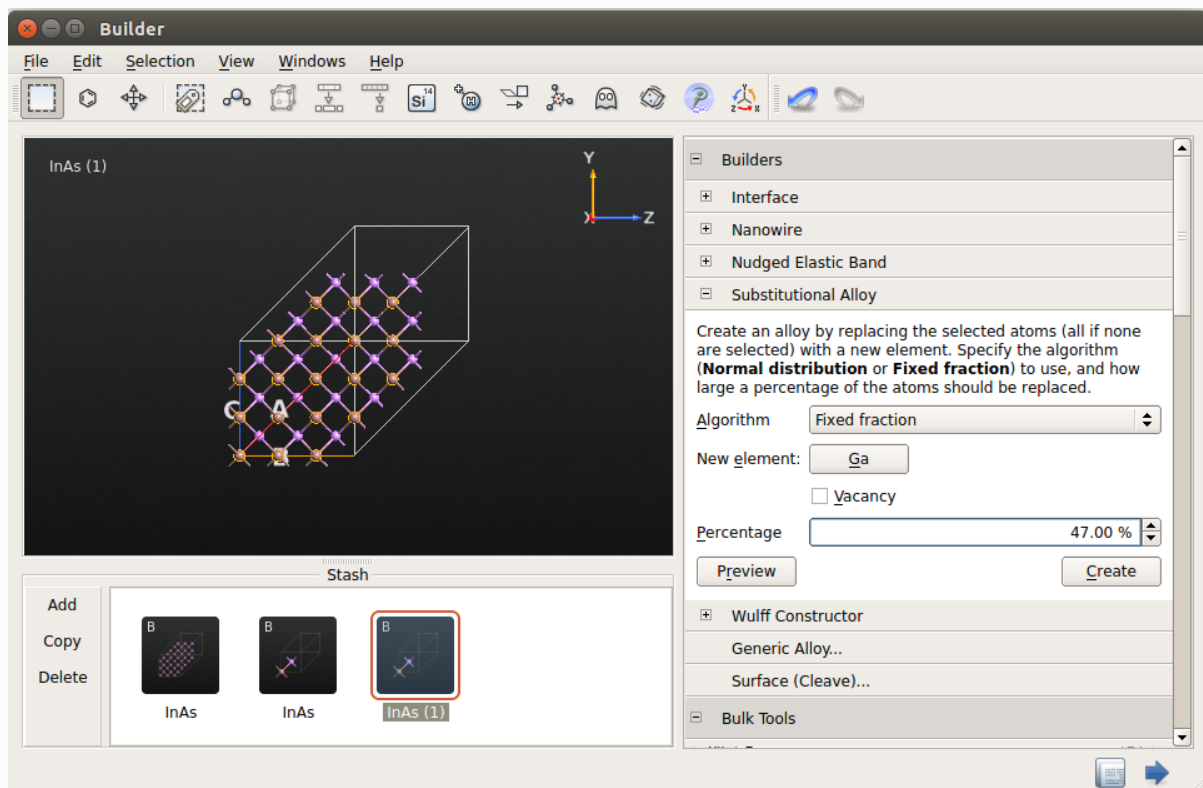 Builder
File Edit Selection View Windows Help
Si 14
H
P
Y
Z X
InAs (1)
Y
X Z
C A
B
Stash
Add
Copy
Delete
B
InAs
B
InAs
B
InAs (1)
Builders
Interface
Nanowire
Nudged Elastic Band
Substitutional Alloy
Create an alloy by replacing the selected atoms (all if none
are selected) with a new element. Specify the algorithm
(Normal distribution or Fixed fraction) to use, and how
large a percentage of the atoms should be replaced.
Algorithm Fixed fraction
New element: Ga
Vacancy
Percentage 47.00 %
Preview Create
Wulff Constructor
Generic Alloy...
Surface (Cleave)...
Bulk Tools